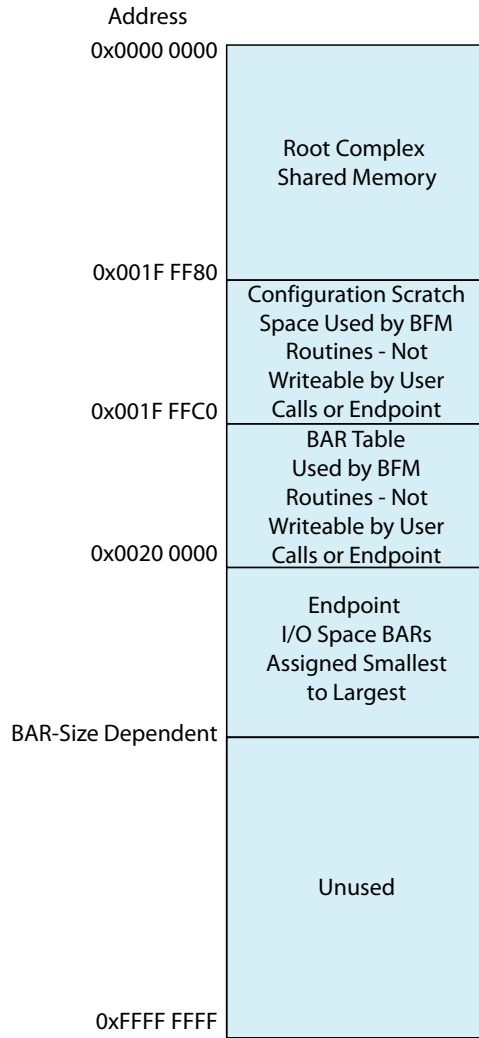 Address
0x0000 0000
Root Complex
Shared Memory
0x001F FF80
Configuration Scratch
Space Used by BFM
Routines - Not
Writeable by User
Calls or Endpoint
0x001F FFC0
BAR Table
Used by BFM
Routines - Not
Writeable by User
Calls or Endpoint
0x0020 0000
Endpoint
I/O Space BARs
Assigned Smallest
to Largest
BAR-Size Dependent
Unused
0xFFFF FFFF